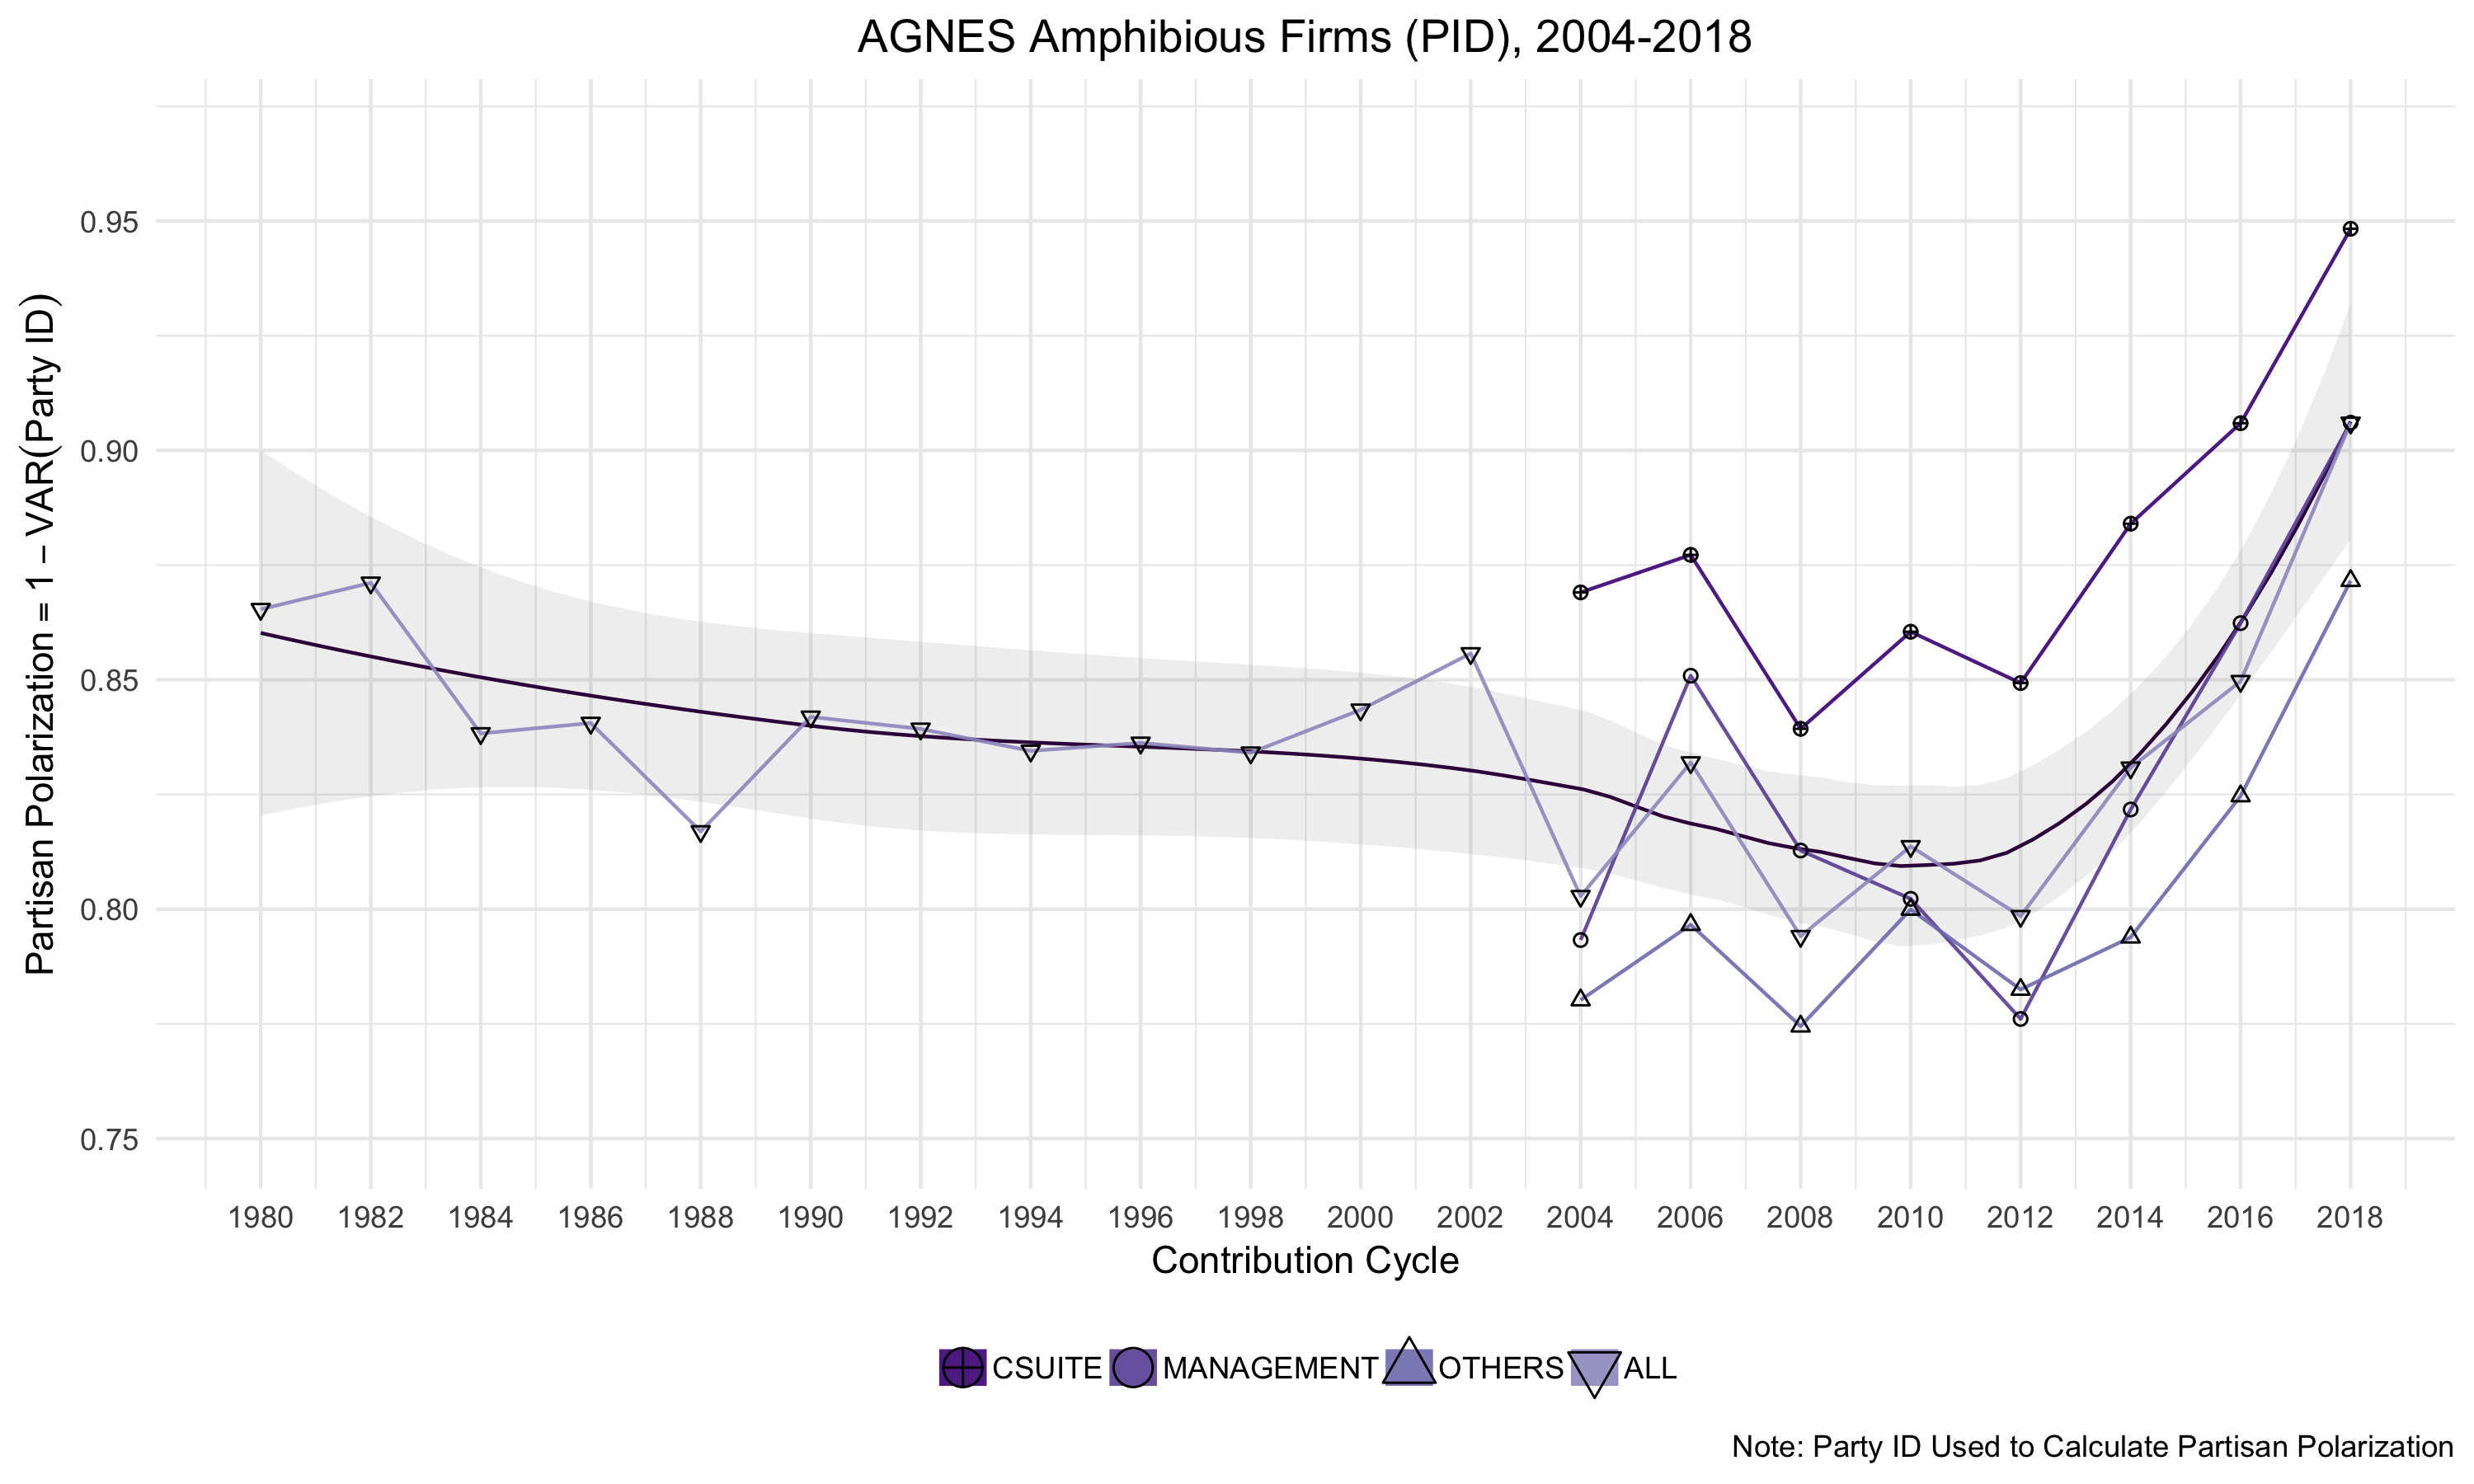 AGNES Amphibious Firms (PID), 2004-2018
Partisan Polarization = 1 – VAR(Party ID)
0.95
0.90
0.85
0.80
0.75
1980 1982 1984 1986 1988 1990 1992 1994 1996 1998 2000 2002 2004 2006 2008 2010 2012 2014 2016 2018
Contribution Cycle
CSUITE MANAGEMENT OTHERS ALL
Note: Party ID Used to Calculate Partisan Polarization